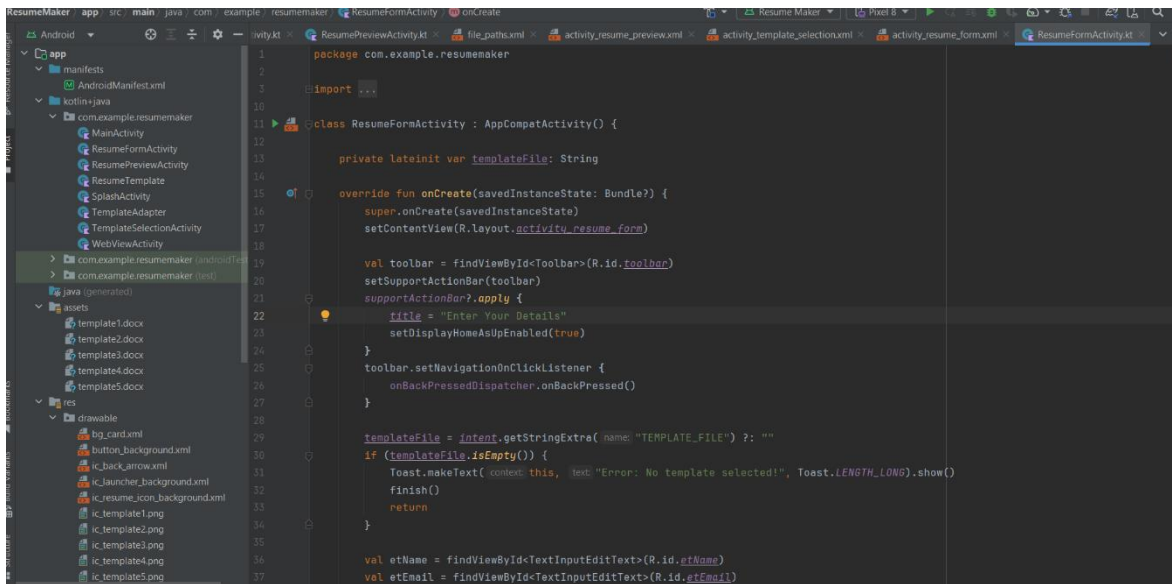 ResumeMaker app src main java com example resumemaker ResumeFormActivity onCreate
Resume Maker Pixel 8
Android
ivity.kt ResumePreviewActivity.kt file_paths.xml activity_resume_preview.xml activity_template_selection.xml activity_resume_form.xml ResumeFormActivity.kt
Resource Manager
Project
Bookmarks
Build Variants
Structure
app
manifests
AndroidManifest.xml
kotlin+java
com.example.resumemaker
MainActivity
ResumeFormActivity
ResumePreviewActivity
ResumeTemplate
SplashActivity
TemplateAdapter
TemplateSelectionActivity
WebViewActivity
com.example.resumemaker (androidTest
com.example.resumemaker (test)
java (generated)
assets
template1.docx
template2.docx
template3.docx
template4.docx
template5.docx
res
drawable
bg_card.xml
button_background.xml
ic_back_arrow.xml
ic_launcher_background.xml
ic_resume_icon_background.xml
ic_template1.png
ic_template2.png
ic_template3.png
ic_template4.png
ic_template5.png
1 package com.example.resumemaker
2
3 import ...
10
11 class ResumeFormActivity : AppCompatActivity() {
12
13 private lateinit var templateFile: String
14
15 override fun onCreate(savedInstanceState: Bundle?) {
16 super.onCreate(savedInstanceState)
17 setContentView(R.layout.activity_resume_form)
18
19 val toolbar = findViewById<Toolbar>(R.id.toolbar)
20 setSupportActionBar(toolbar)
21 supportActionBar?.apply {
22 title = "Enter Your Details"
23 setDisplayHomeAsUpEnabled(true)
24 }
25 toolbar.setNavigationOnClickListener {
26 onBackPressedDispatcher.onBackPressed()
27 }
28
29 templateFile = intent.getStringExtra( name: "TEMPLATE_FILE") ?: ""
30 if (templateFile.isEmpty()) {
31 Toast.makeText( context: this, text: "Error: No template selected!", Toast.LENGTH_LONG).show()
32 finish()
33 return
34 }
35
36 val etName = findViewById<TextInputEditText>(R.id.etName)
37 val etEmail = findViewById<TextInputEditText>(R.id.etEmail)